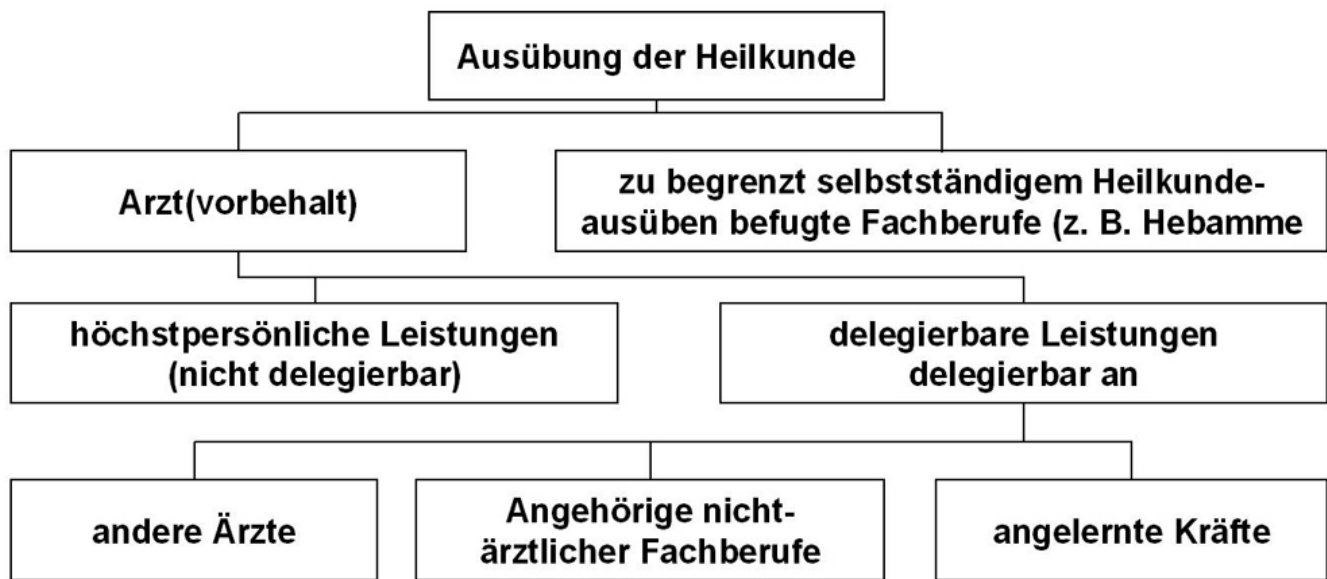 Ausübung der Heilkunde
Arzt(vorbehalt)
zu begrenzt selbstständigem Heilkunde-
ausüben befugte Fachberufe (z. B. Hebamme
höchstpersönliche Leistungen
(nicht delegierbar)
delegierbare Leistungen
delegierbar an
andere Ärzte
Angehörige nicht-
ärztlicher Fachberufe
angelernte Kräfte